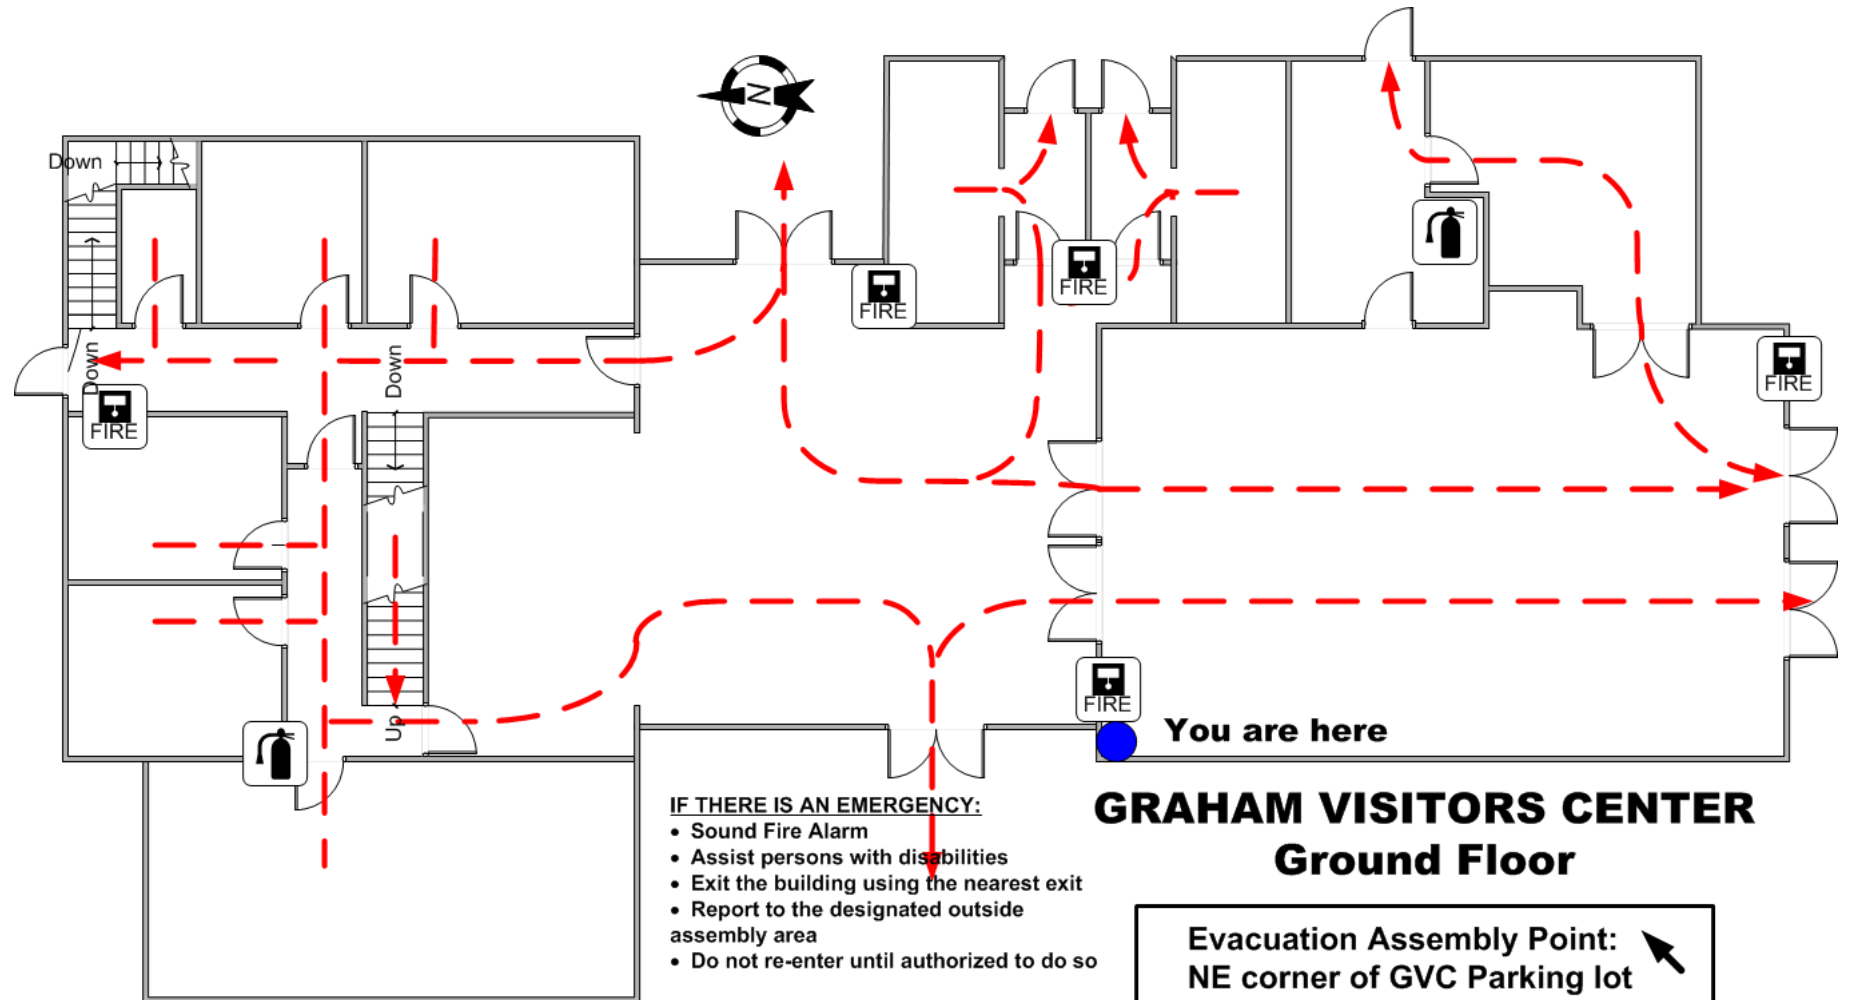 N
Down
FIRE
FIRE
Down
Down
FIRE
FIRE
FIRE
Up
You are here
IF THERE IS AN EMERGENCY:
• Sound Fire Alarm
• Assist persons with disabilities
• Exit the building using the nearest exit
• Report to the designated outside
assembly area
• Do not re-enter until authorized to do so
GRAHAM VISITORS CENTER
Ground Floor
Evacuation Assembly Point:
NE corner of GVC Parking lot